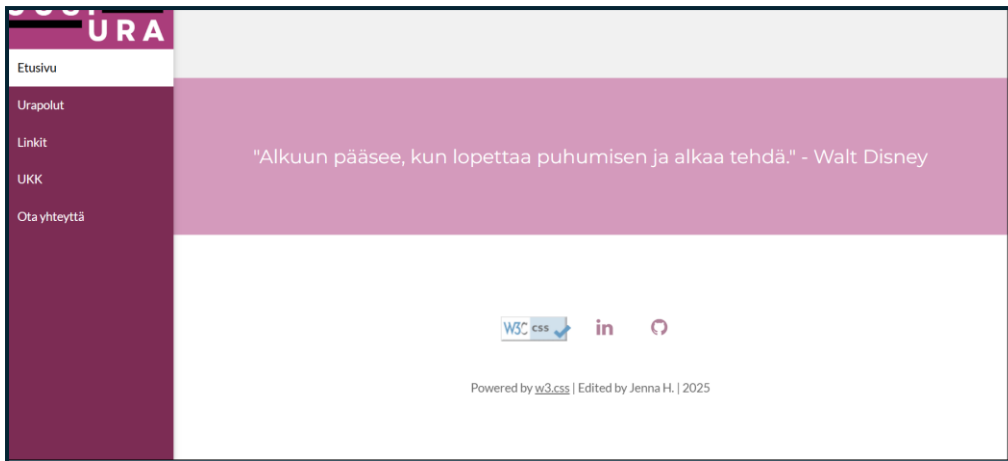 URA
Etusivu
Urapolut
Linkit
UKK
Ota yhteyttä
"Alkuun pääsee, kun lopettaa puhumisen ja alkaa tehdä." - Walt Disney
W3C css
in
Powered by w3.css | Edited by Jenna H. | 2025